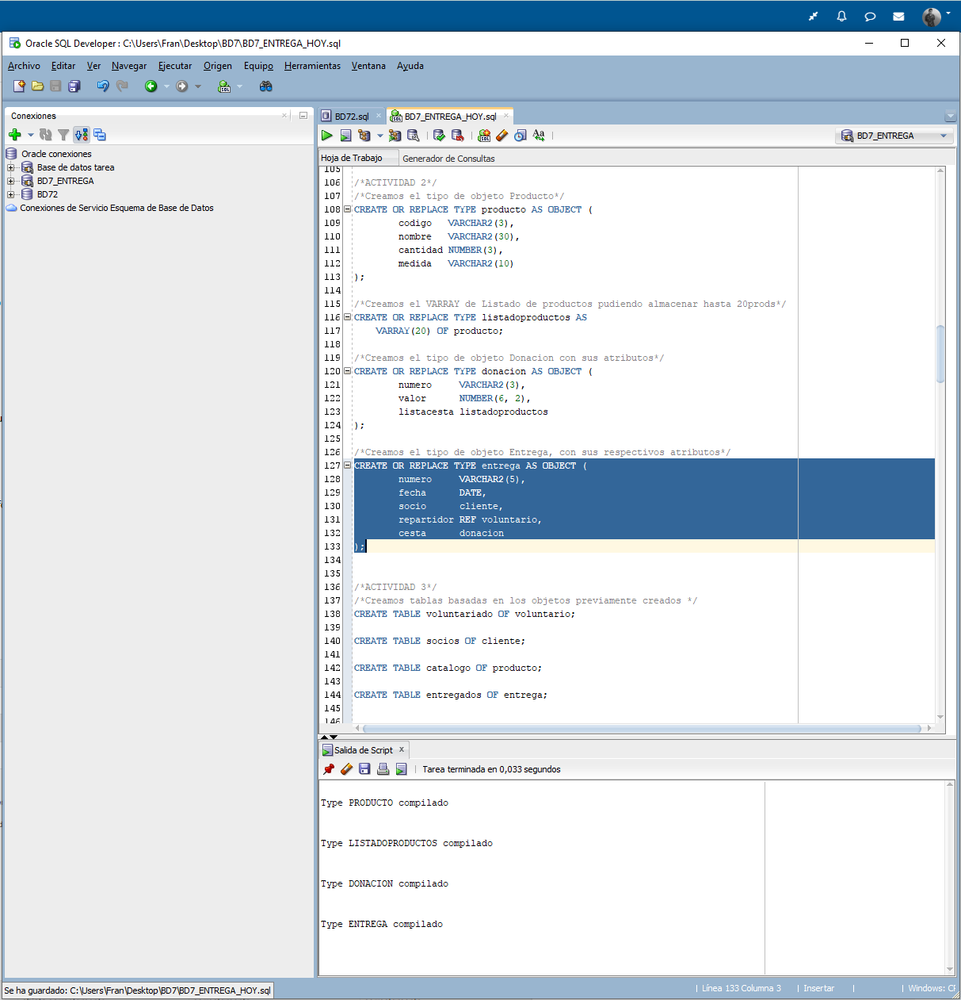 Oracle SQL Developer : C:\Users\Fran\Desktop\BD7\BD7_ENTREGA_HOY.sql
Archivo Editar Ver Navegar Ejecutar Origen Equipo Herramientas Ventana Ayuda
Conexiones
Oracle conexiones
Base de datos tarea
BD7_ENTREGA
BD72
Conexiones de Servicio Esquema de Base de Datos
BD72.sql
BD7_ENTREGA_HOY.sql
BD7_ENTREGA
Hoja de Trabajo Generador de Consultas
105
106 /*ACTIVIDAD 2*/
107 /*Creamos el tipo de objeto Producto*/
108 CREATE OR REPLACE TYPE producto AS OBJECT (
109 codigo VARCHAR2(3),
110 nombre VARCHAR2(30),
111 cantidad NUMBER(3),
112 medida VARCHAR2(10)
113 );
114
115 /*Creamos el VARRAY de Listado de productos pudiendo almacenar hasta 20prods*/
116 CREATE OR REPLACE TYPE listadoproductos AS
117 VARRAY(20) OF producto;
118
119 /*Creamos el tipo de objeto Donacion con sus atributos*/
120 CREATE OR REPLACE TYPE donacion AS OBJECT (
121 numero VARCHAR2(3),
122 valor NUMBER(6, 2),
123 listacesta listadoproductos
124 );
125
126 /*Creamos el tipo de objeto Entrega, con sus respectivos atributos*/
127 CREATE OR REPLACE TYPE entrega AS OBJECT (
128 numero VARCHAR2(5),
129 fecha DATE,
130 socio cliente,
131 repartidor REF voluntario,
132 cesta donacion
133 );
134
135
136 /*ACTIVIDAD 3*/
137 /*Creamos tablas basadas en los objetos previamente creados */
138 CREATE TABLE voluntariado OF voluntario;
139
140 CREATE TABLE socios OF cliente;
141
142 CREATE TABLE catalogo OF producto;
143
144 CREATE TABLE entregados OF entrega;
145
146
Salida de Script
Tarea terminada en 0,033 segundos
Type PRODUCTO compilado
Type LISTADOPRODUCTOS compilado
Type DONACION compilado
Type ENTREGA compilado
Se ha guardado: C:\Users\Fran\Desktop\BD7\BD7_ENTREGA_HOY.sql
Línea 133 Columna 3 | Insertar | | Windows: CF